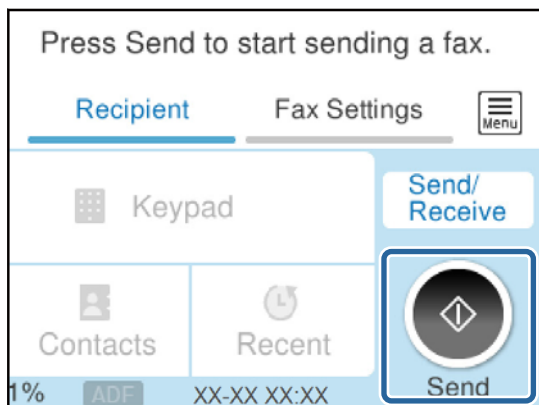 Press Send to start sending a fax.
Recipient
Fax Settings
Menu
Keypad
Send/
Receive
Contacts
Recent
Send
1%
ADF
XX-XX XX:XX